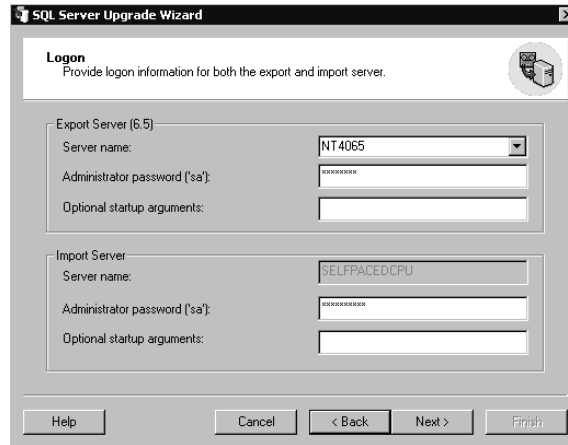 SQL Server Upgrade Wizard
Logon
Provide logon information for both the export and import server.
Export Server (6.5)
Server name: NT4065
Administrator password ('sa'): ********
Optional startup arguments:
Import Server
Server name: SELFPACEDCPU
Administrator password ('sa'): **********
Optional startup arguments:
Help Cancel < Back Next > Finish